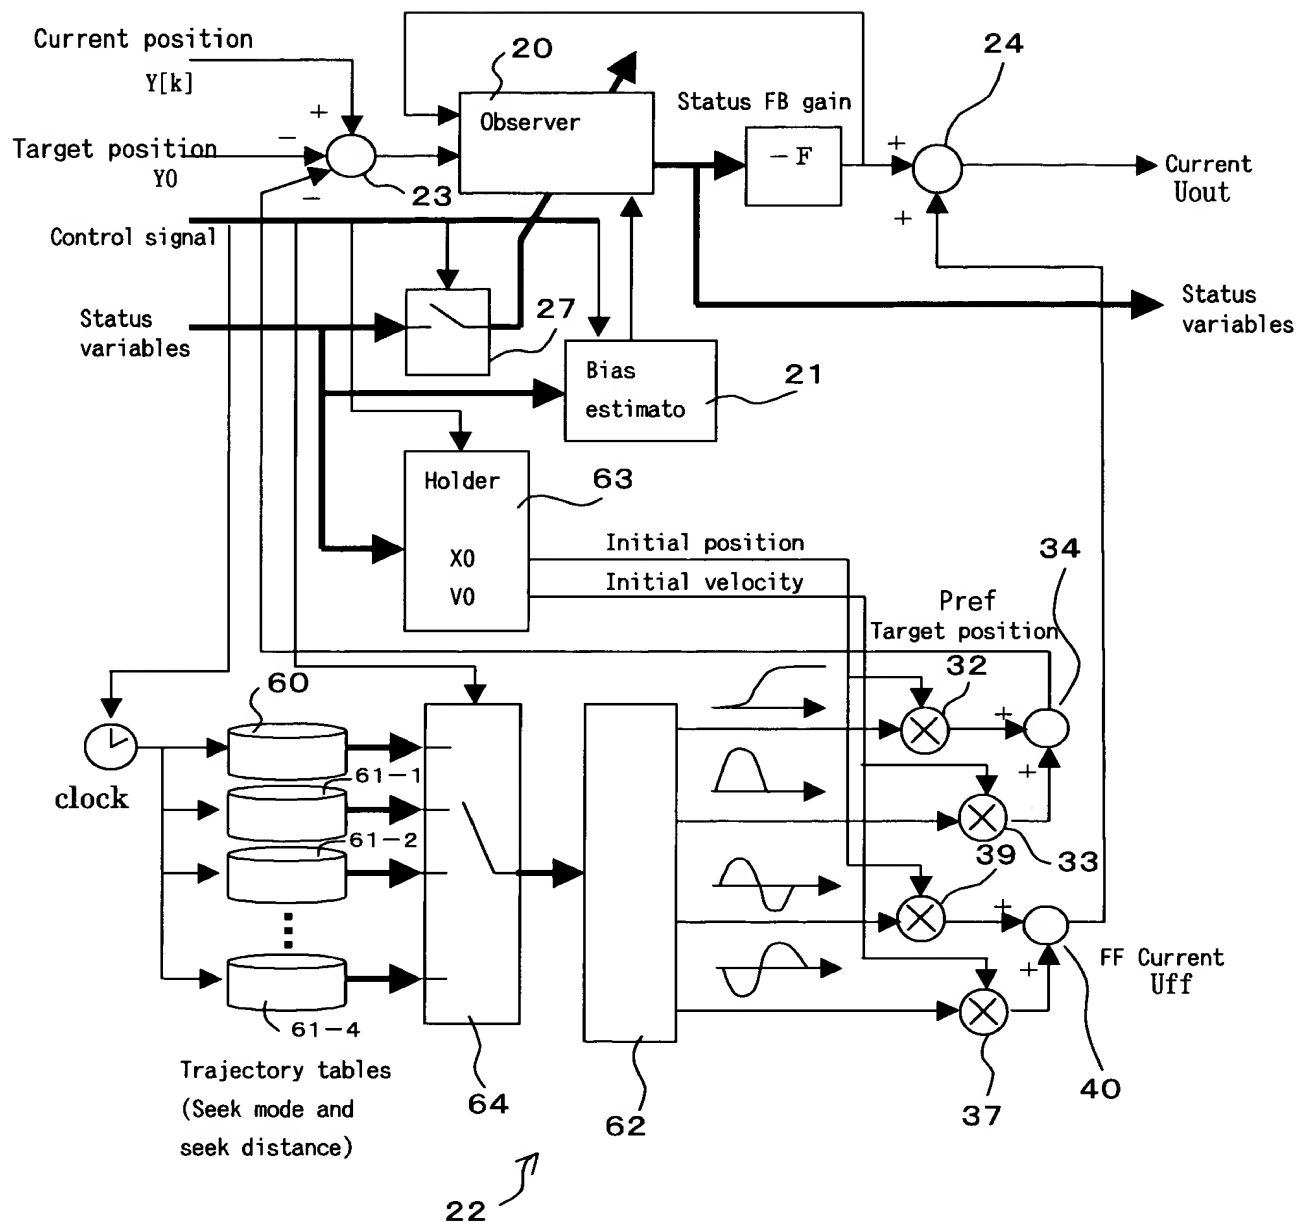 Current position
Y[k]
20
24
Observer
Status FB gain
+
−
Target position
Y0
− F
+
Current
Uout
−
23
+
Control signal
Status
variables
27
Status
variables
Bias
estimato
21
Holder
63
X0
V0
Initial position
Initial velocity
34
Pref
Target position
60
32
+
61-1
clock
+
61-2
33
39
+
61-4
FF Current
Uff
+
Trajectory tables
(Seek mode and
seek distance)
64
62
37
40
22